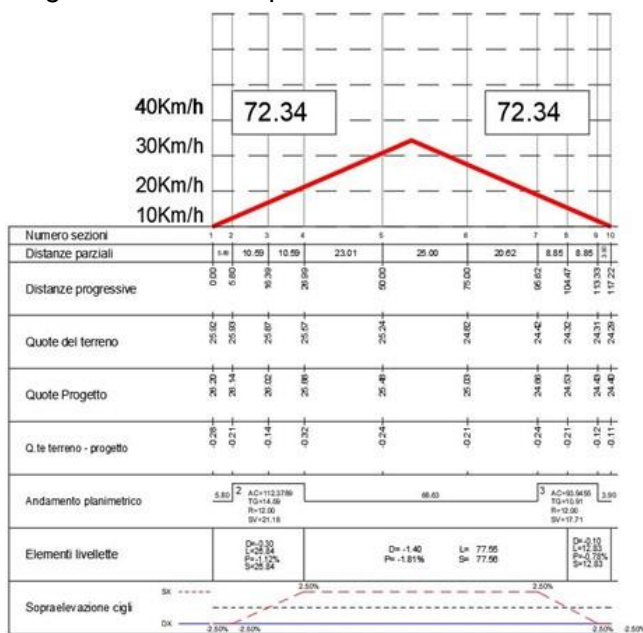 40Km/h
72.34
72.34
30Km/h
20Km/h
10Km/h
Numero sezioni 1 2 3 4 5 6 7 8 9 10
Distanze parziali 5.80 10.59 10.59 23.01 25.00 20.62 8.85 8.85
Distanze progressive 0.00 5.80 16.39 26.99 50.00 75.00 95.62 104.47 113.33 117.22
Quote del terreno 25.92 25.93 25.87 25.57 25.24 24.82 24.42 24.32 24.31 24.29
Quote Progetto 26.20 26.14 26.02 25.88 25.48 25.03 24.66 24.53 24.43 24.40
Q.te terreno - progetto -0.28 -0.21 -0.14 -0.32 -0.24 -0.21 -0.24 -0.21 -0.12 -0.11
Andamento planimetrico
5.80
2 AC=112.3789
TG=14.89
R=12.00
SV=21.18
66.63
3 AC=93.9455
TG=10.91
R=12.00
SV=17.71
3.90
Elementi livellette
D=-0.30
L=26.84
P=-1.12%
S=26.84
D= -1.40 L= 77.55
P= -1.81% S= 77.56
D=-0.10
L=12.83
P=-0.78%
S=12.83
Sopraelevazione cigli
SX
2.50% 2.50%
DX
-2.50% -2.50% -2.50% -2.50%